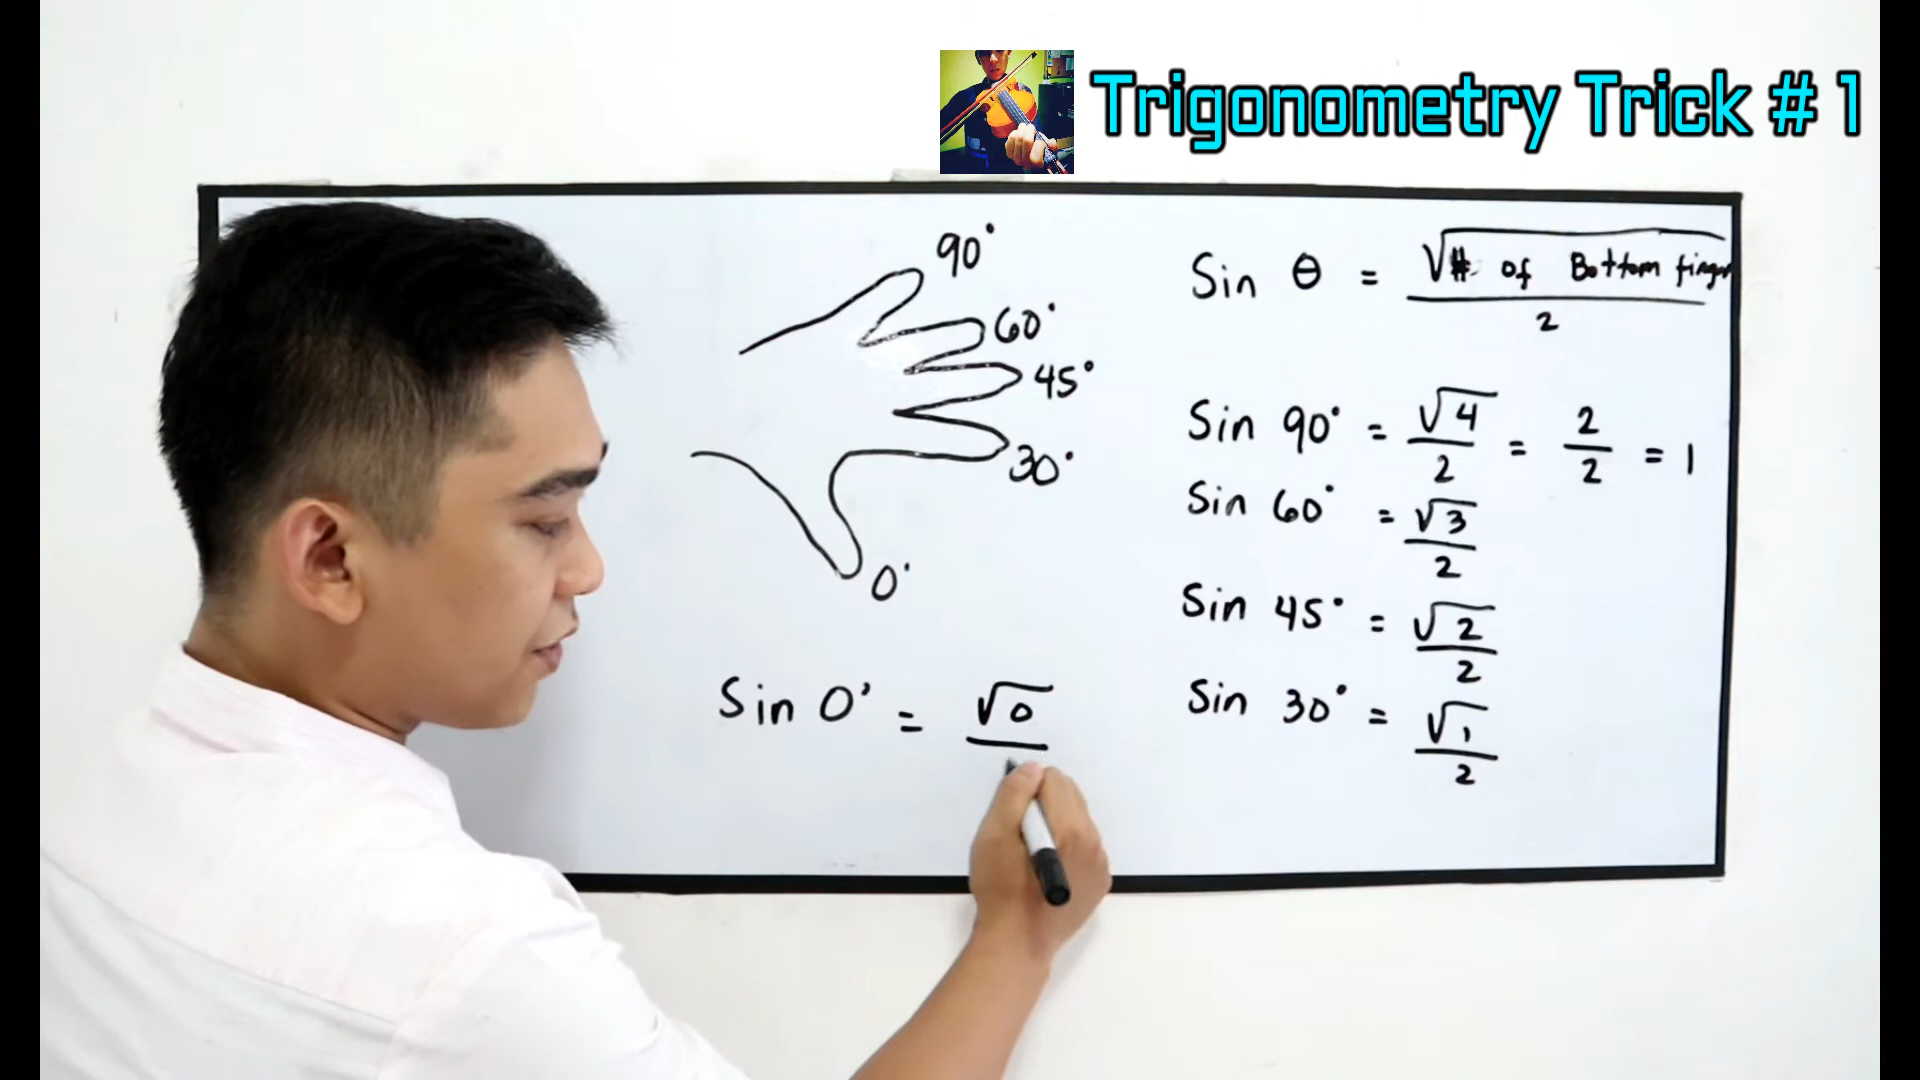 Trigonometry Trick # 1
90°
60°
45°
30°
0°
Sin θ = √# of Bottom finger
2
Sin 90° = √4/2 = 2/2 = 1
Sin 60° = √3/2
Sin 45° = √2/2
Sin 30° = √1/2
Sin 0° = √0